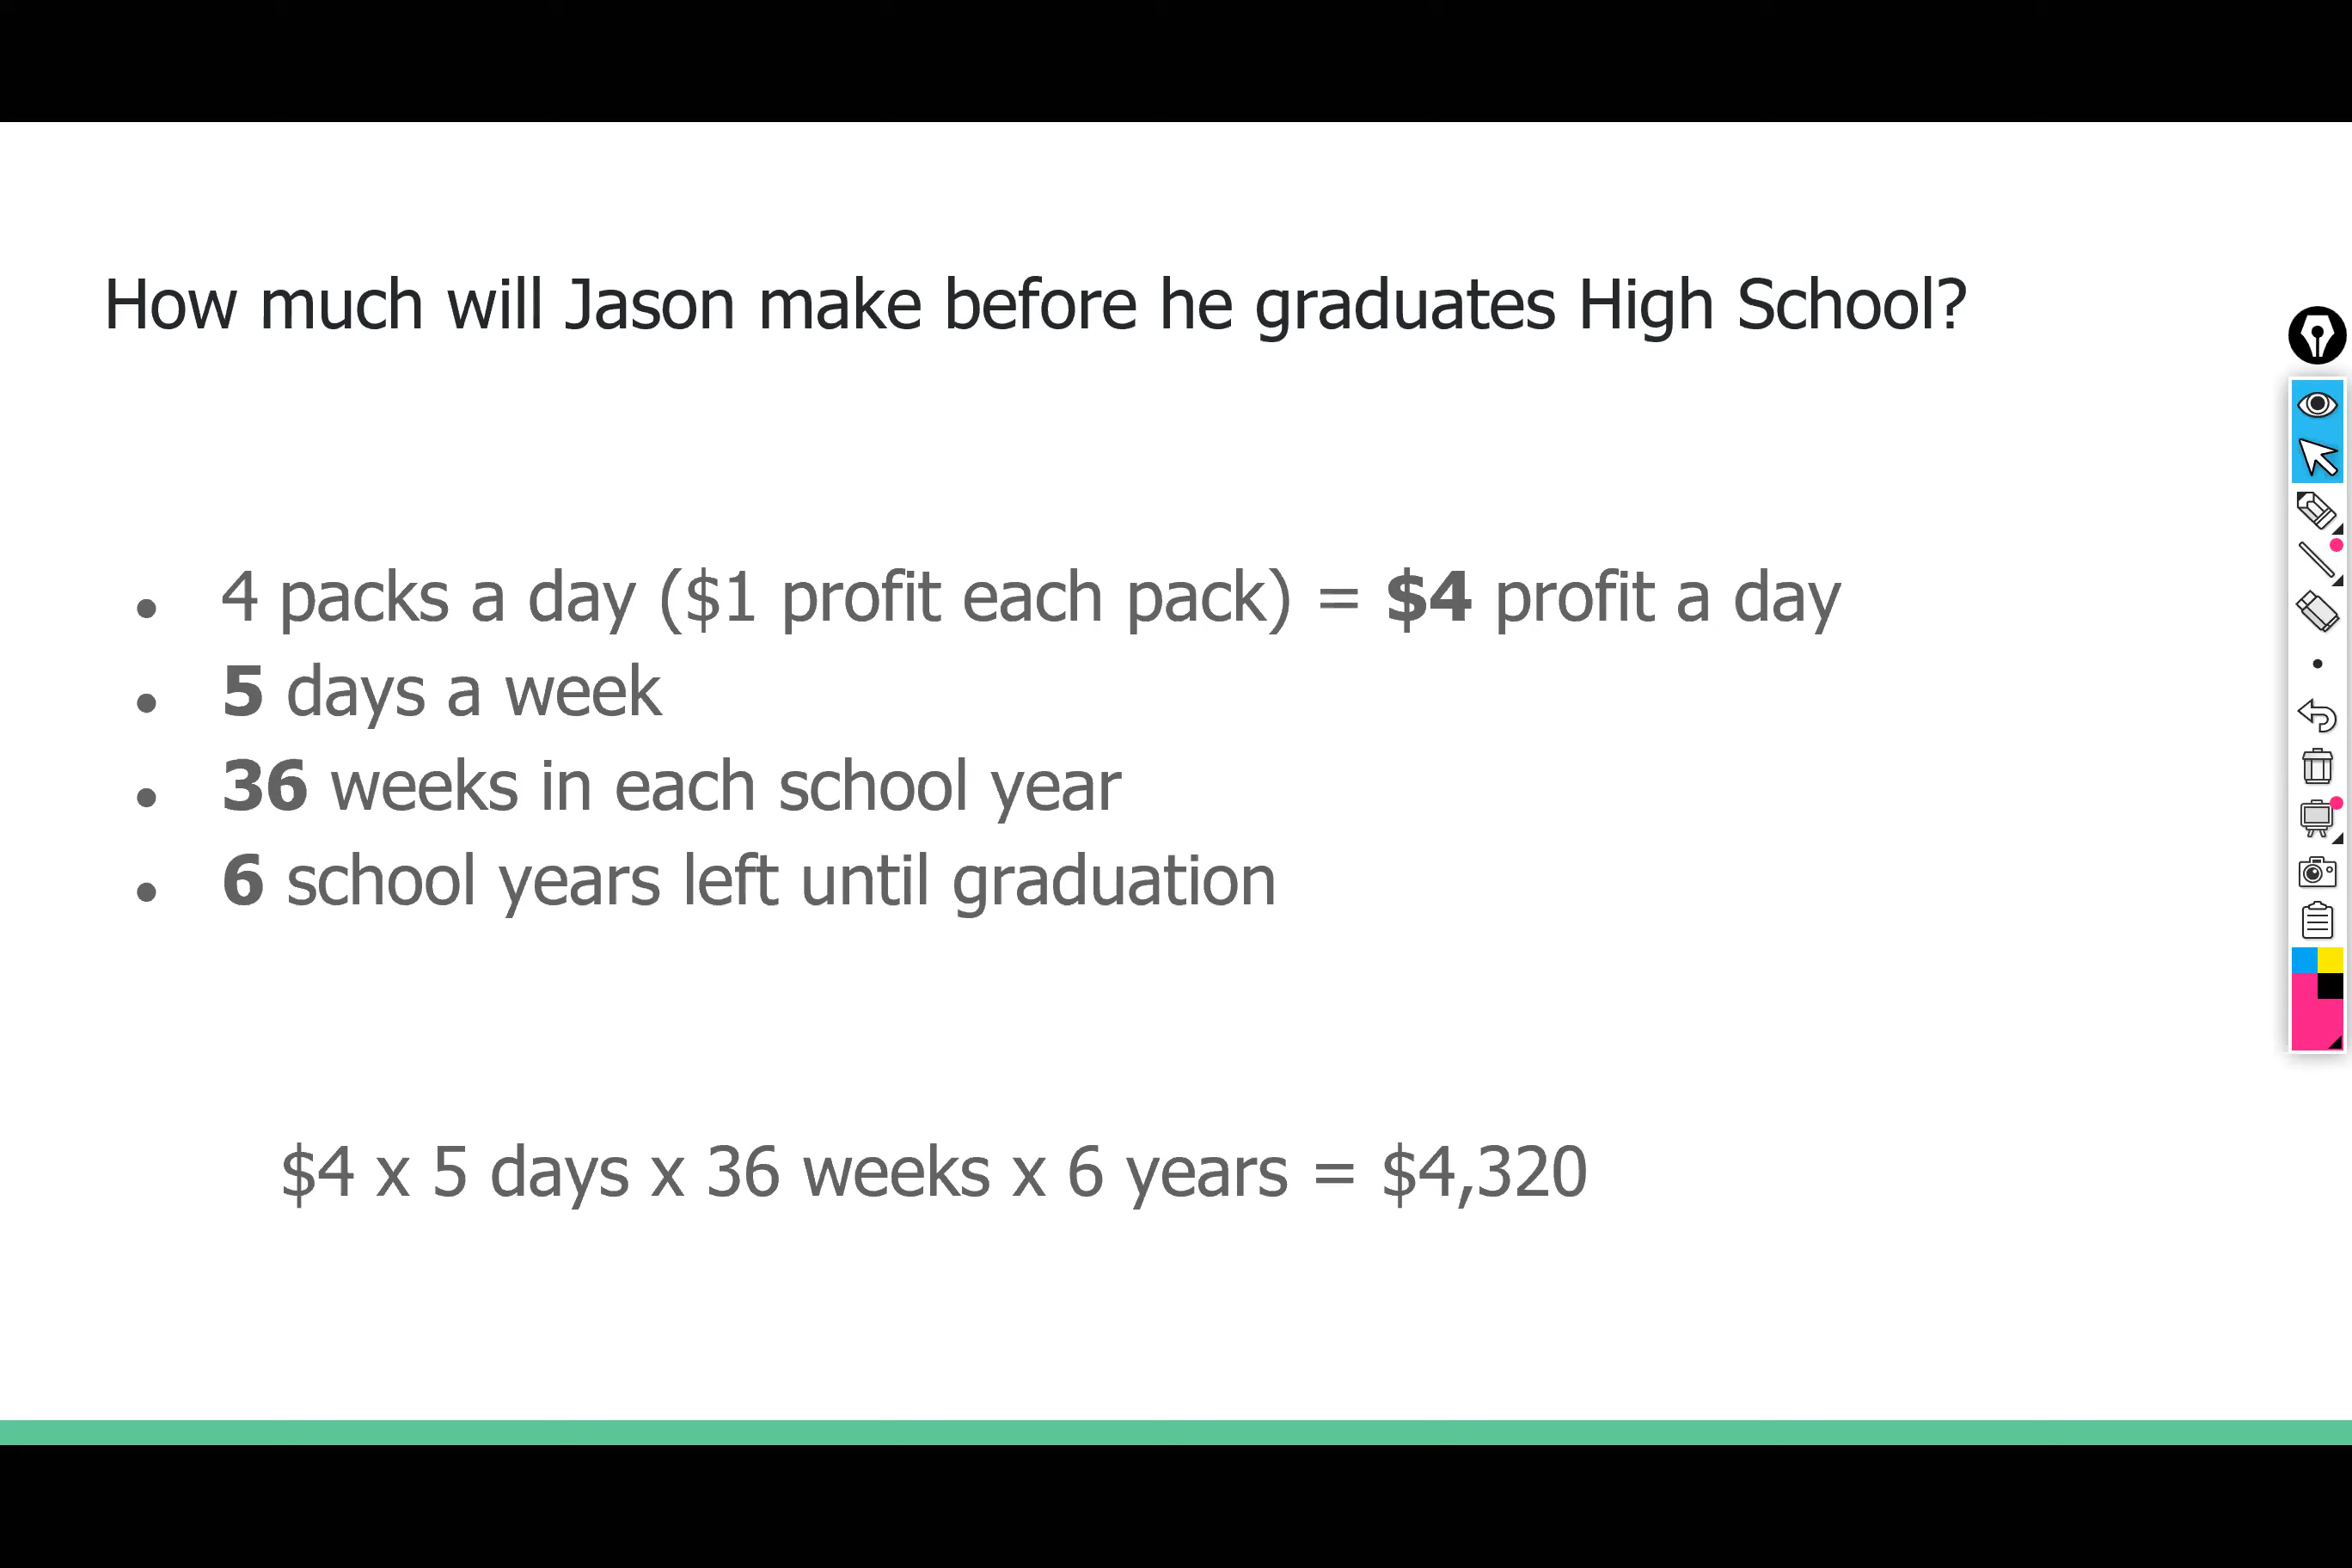 How much will Jason make before he graduates High School?
• 4 packs a day ($1 profit each pack) = $4 profit a day
• 5 days a week
• 36 weeks in each school year
• 6 school years left until graduation
$4 x 5 days x 36 weeks x 6 years = $4,320